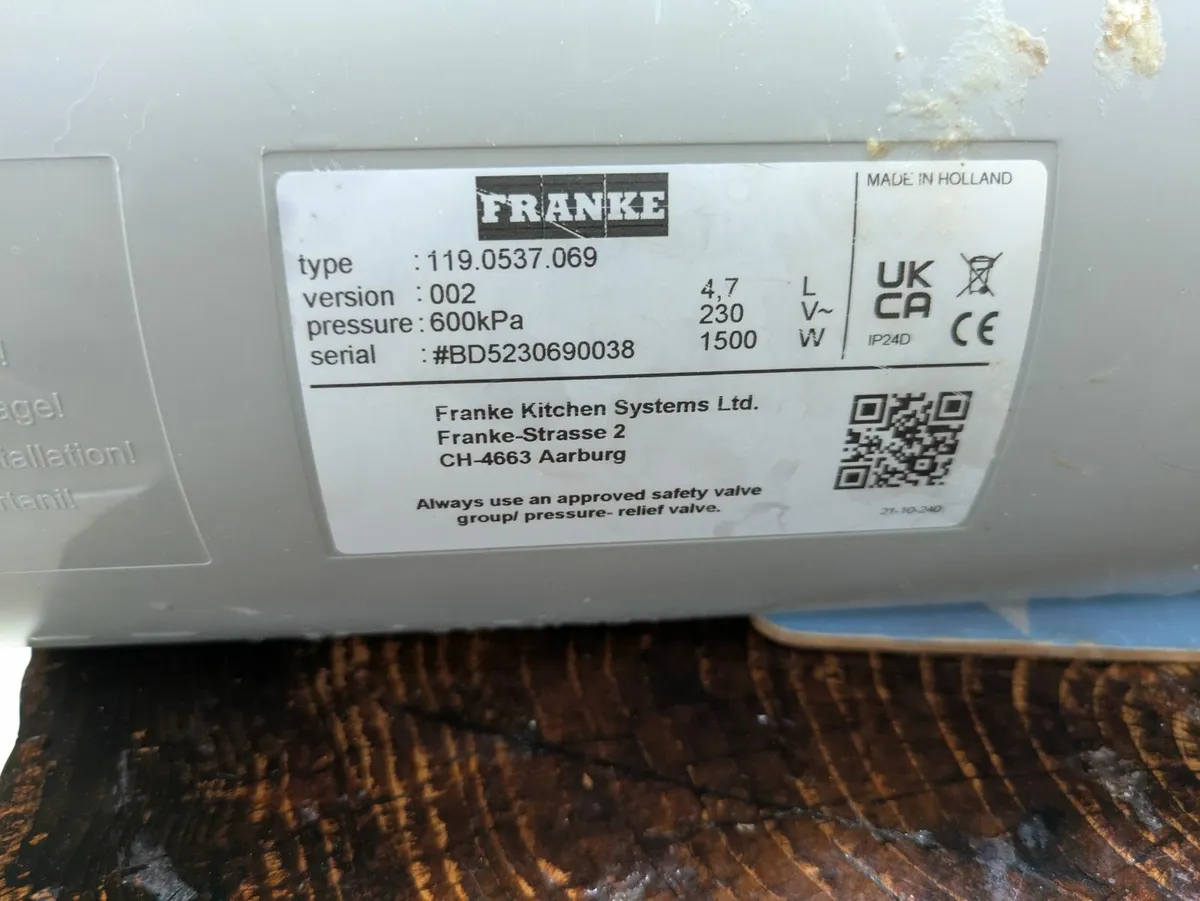 FRANKE
MADE IN HOLLAND
type : 119.0537.069
version : 002 4,7 L
pressure : 600kPa 230 V~
serial : #BD5230690038 1500 W
UK
CA
IP24D
CE
Franke Kitchen Systems Ltd.
Franke-Strasse 2
CH-4663 Aarburg
Always use an approved safety valve
group/ pressure- relief valve.
21-10-240
age!
tallation!